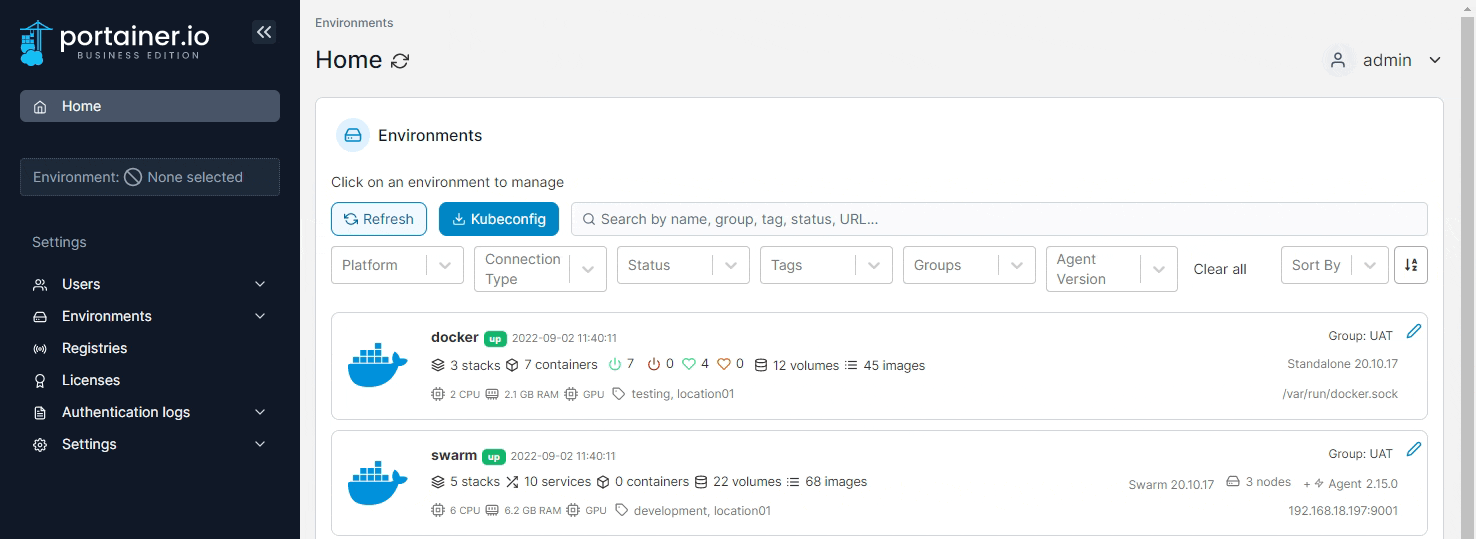 portainer.io
BUSINESS EDITION
Home
Environment: None selected
Settings
Users
Environments
Registries
Licenses
Authentication logs
Settings
Environments
Home
admin
Environments
Click on an environment to manage
Refresh Kubeconfig Search by name, group, tag, status, URL...
Platform Connection Type Status Tags Groups Agent Version Clear all Sort By
docker up 2022-09-02 11:40:11 Group: UAT
3 stacks 7 containers 7 0 4 0 12 volumes 45 images Standalone 20.10.17
2 CPU 2.1 GB RAM GPU testing, location01 /var/run/docker.sock
swarm up 2022-09-02 11:40:11 Group: UAT
5 stacks 10 services 0 containers 22 volumes 68 images Swarm 20.10.17 3 nodes + Agent 2.15.0
6 CPU 6.2 GB RAM GPU development, location01 192.168.18.197:9001